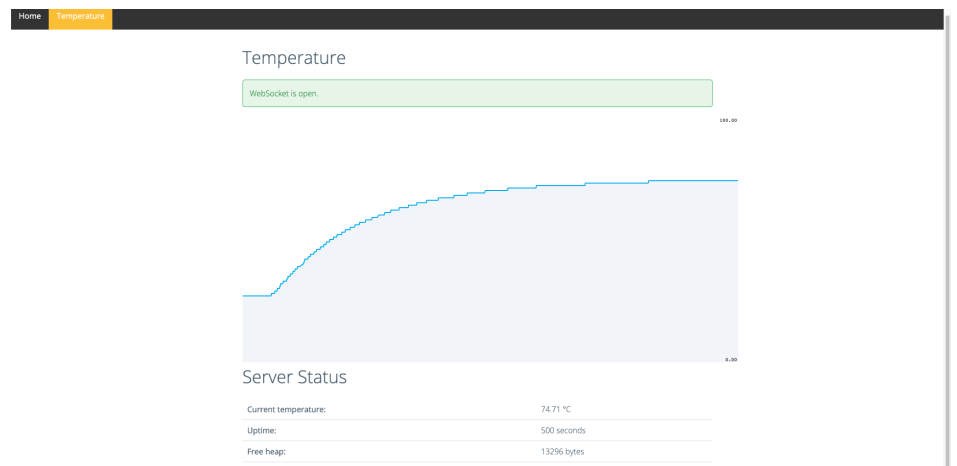 Home Temperature
Temperature
WebSocket is open.
100.00
0.00
Server Status
Current temperature: 74.71 °C
Uptime: 500 seconds
Free heap: 13296 bytes